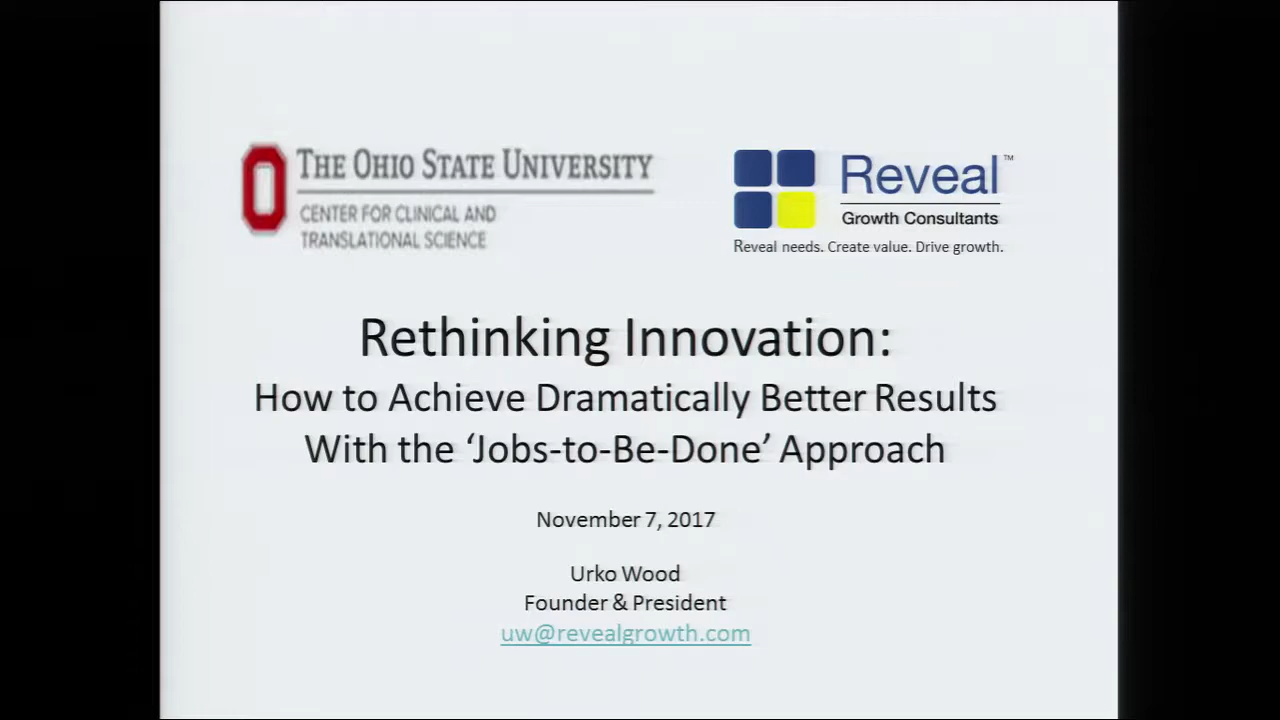 THE OHIO STATE UNIVERSITY
CENTER FOR CLINICAL AND
TRANSLATIONAL SCIENCE
Reveal™
Growth Consultants
Reveal needs. Create value. Drive growth.
Rethinking Innovation:
How to Achieve Dramatically Better Results
With the ‘Jobs-to-Be-Done’ Approach
November 7, 2017
Urko Wood
Founder & President
uw@revealgrowth.com